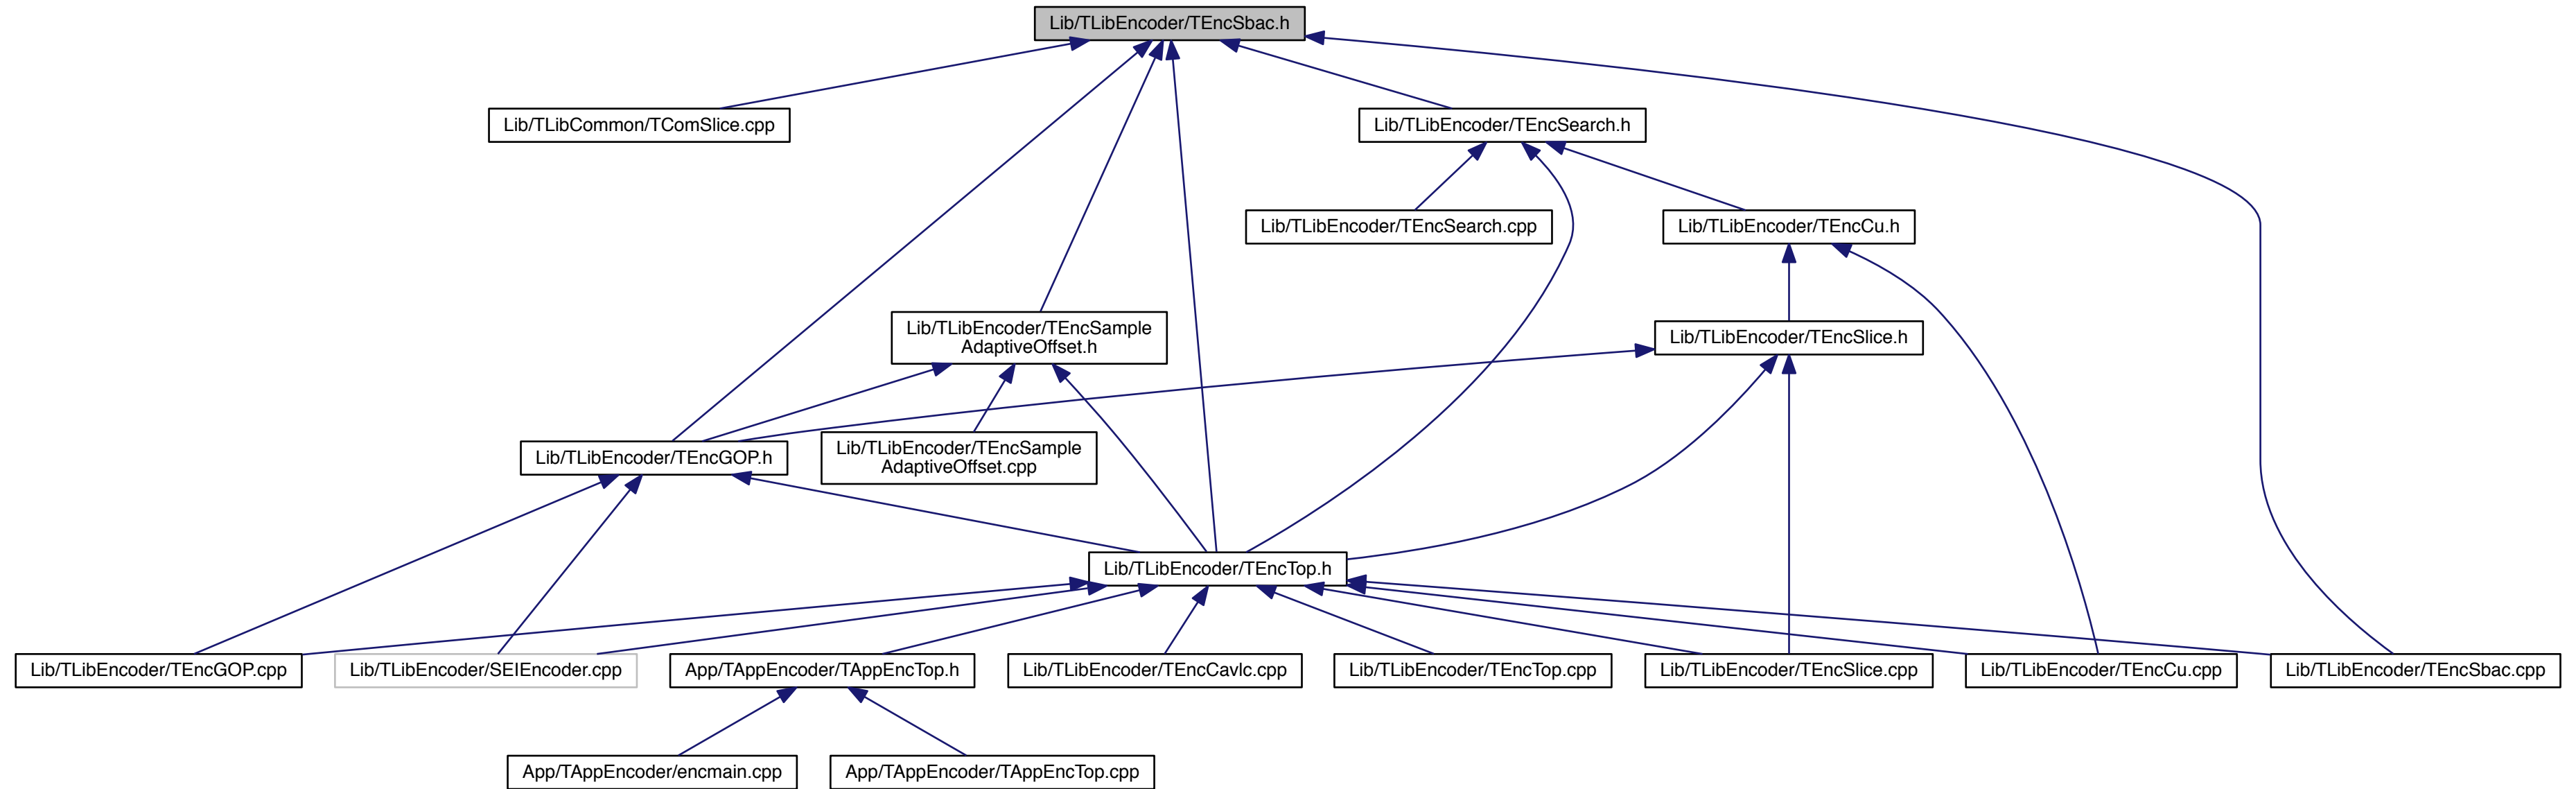 Lib/TLibEncoder/TEncSbac.h
Lib/TLibCommon/TComSlice.cpp
Lib/TLibEncoder/TEncSearch.h
Lib/TLibEncoder/TEncSearch.cpp
Lib/TLibEncoder/TEncCu.h
Lib/TLibEncoder/TEncSample
AdaptiveOffset.h
Lib/TLibEncoder/TEncSlice.h
Lib/TLibEncoder/TEncGOP.h
Lib/TLibEncoder/TEncSample
AdaptiveOffset.cpp
Lib/TLibEncoder/TEncTop.h
Lib/TLibEncoder/TEncGOP.cpp
Lib/TLibEncoder/SEIEncoder.cpp
App/TAppEncoder/TAppEncTop.h
Lib/TLibEncoder/TEncCavlc.cpp
Lib/TLibEncoder/TEncTop.cpp
Lib/TLibEncoder/TEncSlice.cpp
Lib/TLibEncoder/TEncCu.cpp
Lib/TLibEncoder/TEncSbac.cpp
App/TAppEncoder/encmain.cpp
App/TAppEncoder/TAppEncTop.cpp